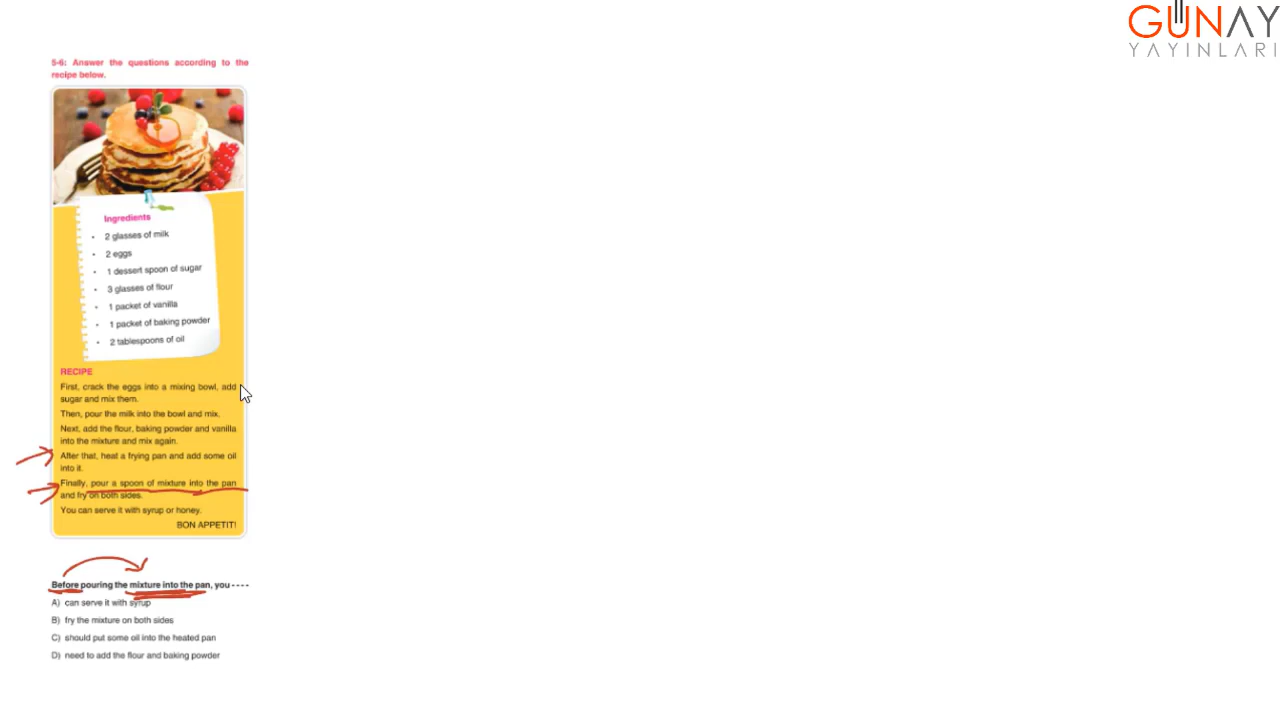 GÜNAY
YAYINLARI
5-6: Answer the questions according to the
recipe below.
Ingredients
• 2 glasses of milk
• 2 eggs
• 1 dessert spoon of sugar
• 3 glasses of flour
• 1 packet of vanilla
• 1 packet of baking powder
• 2 tablespoons of oil
RECIPE
First, crack the eggs into a mixing bowl, add
sugar and mix them.
Then, pour the milk into the bowl and mix.
Next, add the flour, baking powder and vanilla
into the mixture and mix again.
After that, heat a frying pan and add some oil
into it.
Finally, pour a spoon of mixture into the pan
and fry on both sides.
You can serve it with syrup or honey.
BON APPETIT!
Before pouring the mixture into the pan, you ----
A) can serve it with syrup
B) fry the mixture on both sides
C) should put some oil into the heated pan
D) need to add the flour and baking powder